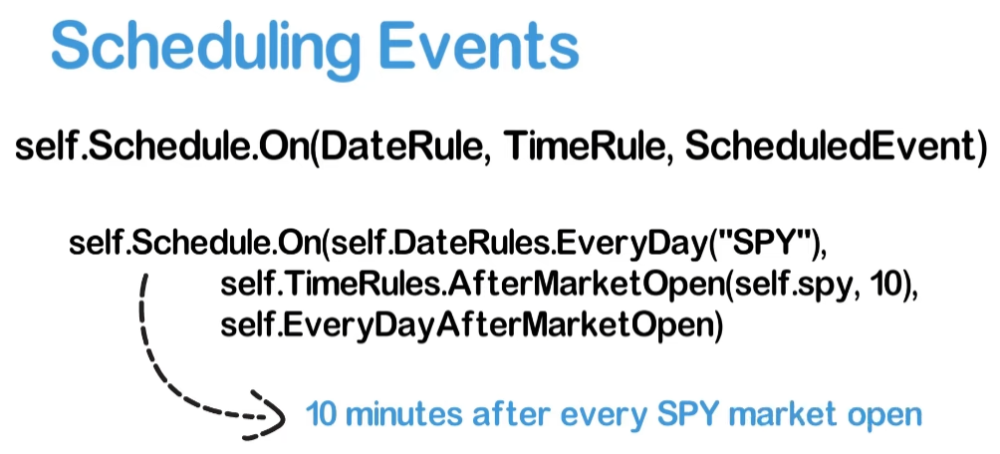 Scheduling Events
self.Schedule.On(DateRule, TimeRule, ScheduledEvent)
self.Schedule.On(self.DateRules.EveryDay("SPY"),
self.TimeRules.AfterMarketOpen(self.spy, 10),
self.EveryDayAfterMarketOpen)
10 minutes after every SPY market open